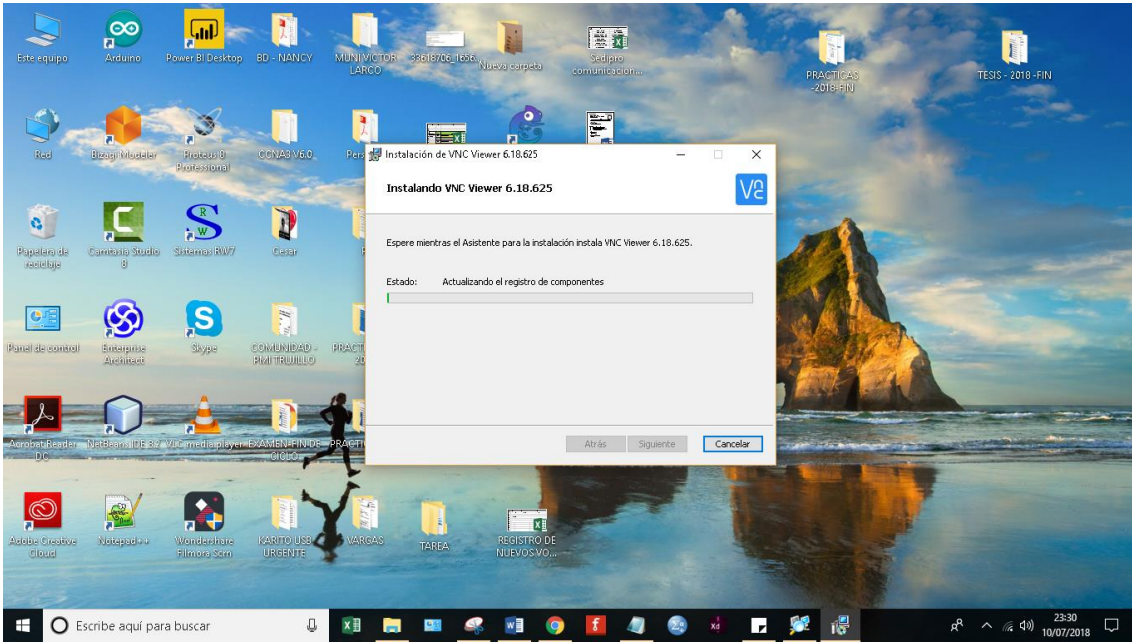 Este equipo
Arduino
Power BI Desktop
BD - NANCY
MUNI VICTOR
LARCO
33618706_1656...
Nueva carpeta
Sedipro
comunicacion...
PRACTICAS
-2018-FIN
TESIS - 2018 -FIN
Red
Bizagi Modeler
Proteus 8
Professional
CCNA3 V6.0
Pers
Papelera de
reciclaje
Camtasia Studio
8
Sistemas RW7
Cesar
Panel de control
Enterprise
Architect
Skype
COMUNIDAD -
PMI TRUJILLO
PRACT
20
Acrobat Reader
DC
NetBeans IDE 8.2
VLC media player
EXAMEN-FIN DE
CICLO
PRACTI
Adobe Creative
Cloud
Notepad++
Wondershare
Filmora Scrn
KARITO USB
URGENTE
VARGAS
TAREA
REGISTRO DE
NUEVOS VO...
Instalación de VNC Viewer 6.18.625
Instalando VNC Viewer 6.18.625
Espere mientras el Asistente para la instalación instala VNC Viewer 6.18.625.
Estado: Actualizando el registro de componentes
Atrás Siguiente Cancelar
Escribe aquí para buscar
23:30
10/07/2018